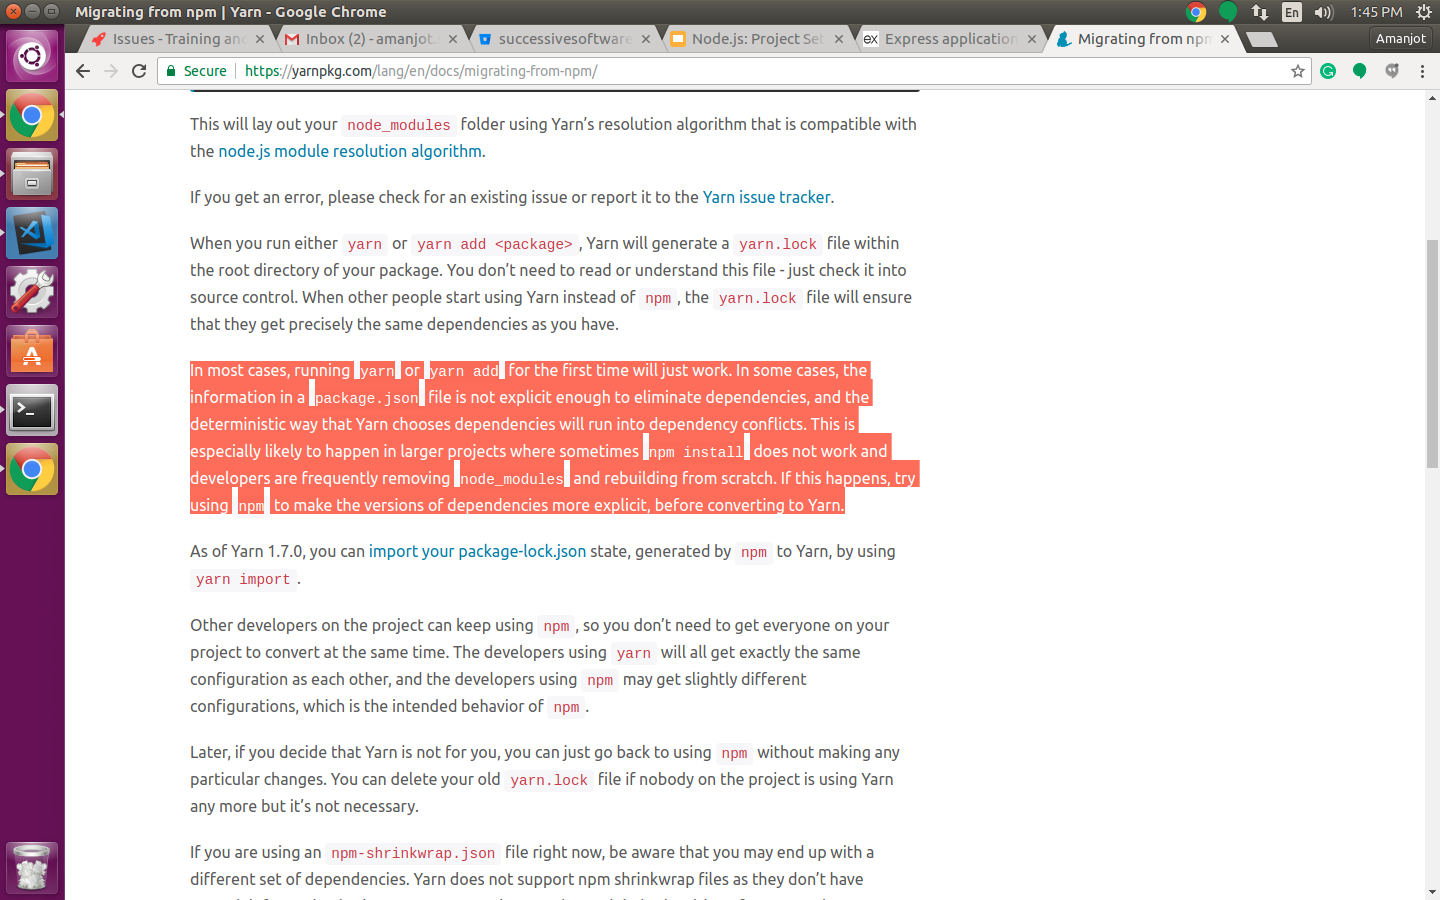 Migrating from npm | Yarn - Google Chrome
En
1:45 PM
Issues - Training and
Inbox (2) - amanjot.
successivesoftware
Node.js: Project Set
ex
Express application
Migrating from npm
Amanjot
Secure
https://yarnpkg.com/lang/en/docs/migrating-from-npm/
This will lay out your node_modules folder using Yarn’s resolution algorithm that is compatible with
the node.js module resolution algorithm.
If you get an error, please check for an existing issue or report it to the Yarn issue tracker.
When you run either yarn or yarn add <package>, Yarn will generate a yarn.lock file within
the root directory of your package. You don’t need to read or understand this file - just check it into
source control. When other people start using Yarn instead of npm, the yarn.lock file will ensure
that they get precisely the same dependencies as you have.
In most cases, running yarn or yarn add for the first time will just work. In some cases, the
information in a package.json file is not explicit enough to eliminate dependencies, and the
deterministic way that Yarn chooses dependencies will run into dependency conflicts. This is
especially likely to happen in larger projects where sometimes npm install does not work and
developers are frequently removing node_modules and rebuilding from scratch. If this happens, try
using npm to make the versions of dependencies more explicit, before converting to Yarn.
As of Yarn 1.7.0, you can import your package-lock.json state, generated by npm to Yarn, by using
yarn import.
Other developers on the project can keep using npm, so you don’t need to get everyone on your
project to convert at the same time. The developers using yarn will all get exactly the same
configuration as each other, and the developers using npm may get slightly different
configurations, which is the intended behavior of npm.
Later, if you decide that Yarn is not for you, you can just go back to using npm without making any
particular changes. You can delete your old yarn.lock file if nobody on the project is using Yarn
any more but it’s not necessary.
If you are using an npm-shrinkwrap.json file right now, be aware that you may end up with a
different set of dependencies. Yarn does not support npm shrinkwrap files as they don’t have